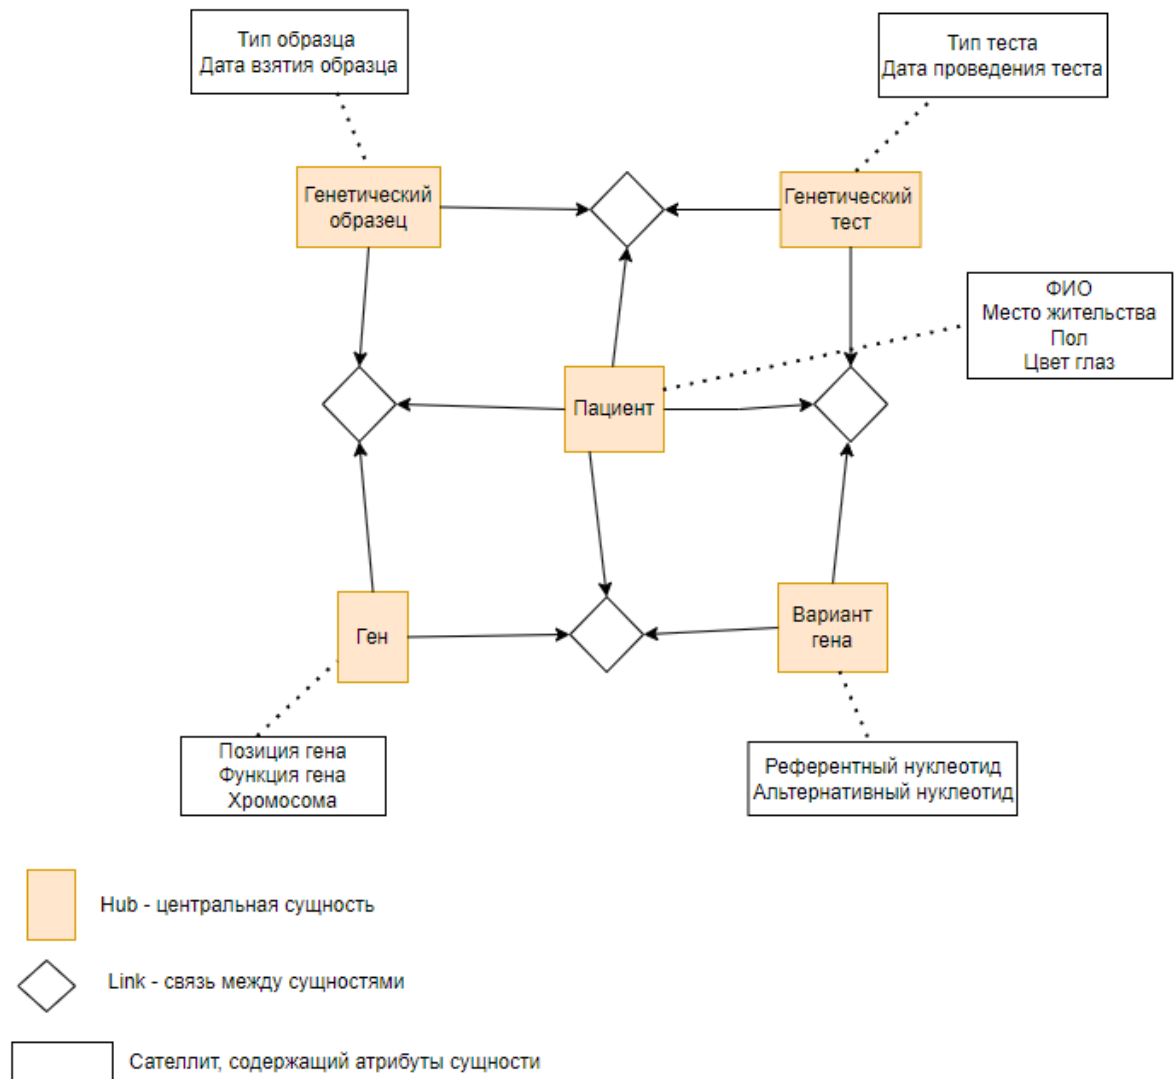 Тип образца
Дата взятия образца
Тип теста
Дата проведения теста
Генетический
образец
Генетический
тест
ФИО
Место жительства
Пол
Цвет глаз
Пациент
Ген
Вариант
гена
Позиция гена
Функция гена
Хромосома
Референтный нуклеотид
Альтернативный нуклеотид
Hub - центральная сущность
Link - связь между сущностями
Сателлит, содержащий атрибуты сущности